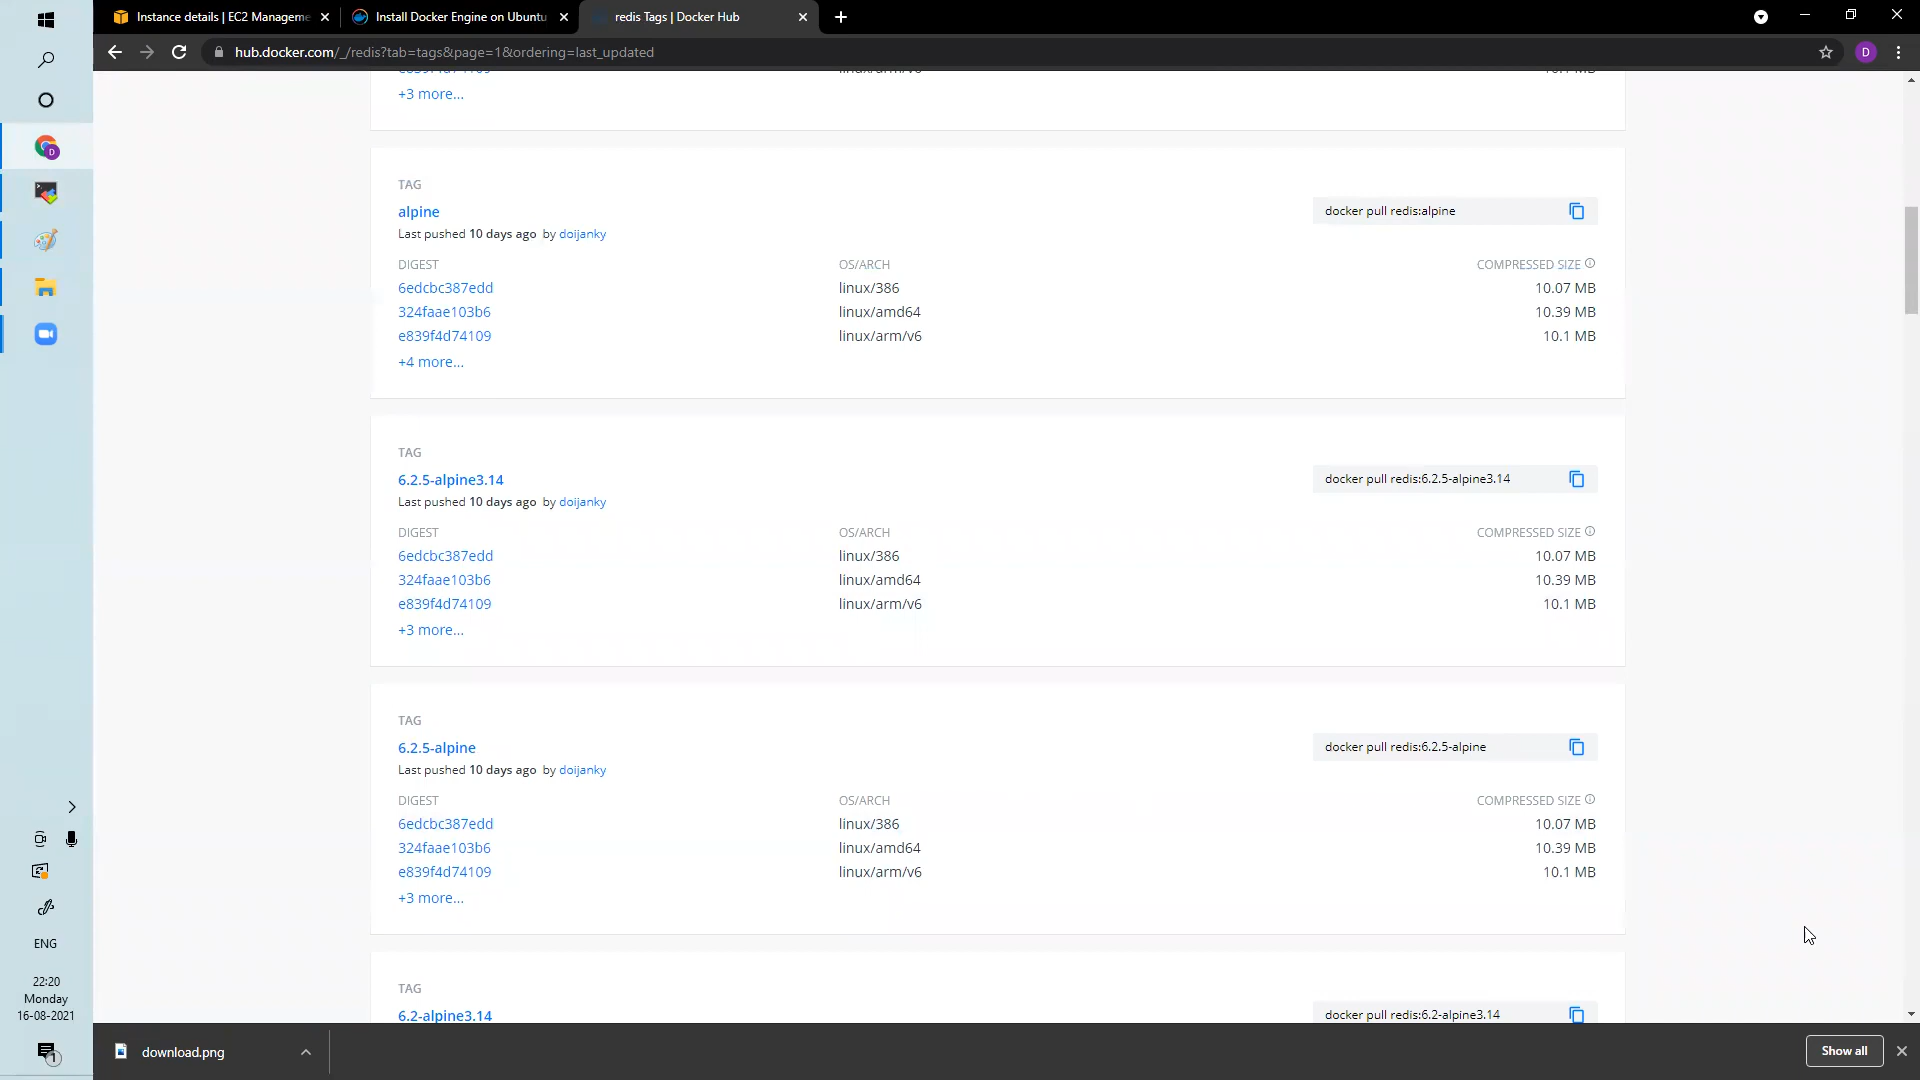 Instance details | EC2 Manageme
Install Docker Engine on Ubuntu
redis Tags | Docker Hub
hub.docker.com/_/redis?tab=tags&page=1&ordering=last_updated
D
+3 more...
TAG
alpine
docker pull redis:alpine
Last pushed 10 days ago by doijanky
DIGEST OS/ARCH COMPRESSED SIZE
6edcbc387edd linux/386 10.07 MB
324faae103b6 linux/amd64 10.39 MB
e839f4d74109 linux/arm/v6 10.1 MB
+4 more...
TAG
6.2.5-alpine3.14
docker pull redis:6.2.5-alpine3.14
Last pushed 10 days ago by doijanky
DIGEST OS/ARCH COMPRESSED SIZE
6edcbc387edd linux/386 10.07 MB
324faae103b6 linux/amd64 10.39 MB
e839f4d74109 linux/arm/v6 10.1 MB
+3 more...
TAG
6.2.5-alpine
docker pull redis:6.2.5-alpine
Last pushed 10 days ago by doijanky
DIGEST OS/ARCH COMPRESSED SIZE
6edcbc387edd linux/386 10.07 MB
324faae103b6 linux/amd64 10.39 MB
e839f4d74109 linux/arm/v6 10.1 MB
+3 more...
TAG
6.2-alpine3.14
docker pull redis:6.2-alpine3.14
D
ENG
22:20
Monday
16-08-2021
1
download.png
Show all